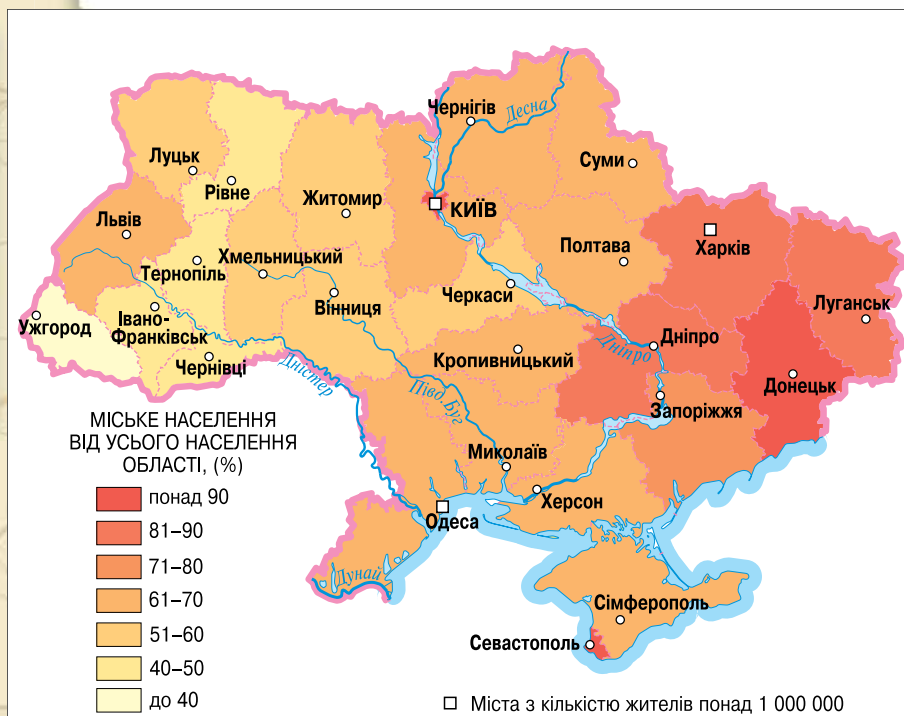 Чернігів
Десна
Суми
Луцьк
Рівне
Житомир
КИЇВ
Львів
Полтава
Харків
Хмельницький
Тернопіль
Черкаси
Вінниця
Луганськ
Ужгород
Івано-
Франківськ
Чернівці
Дніпро
Дніпро
Кропивницький
Дністер
Півд. Буг
Донецьк
Запоріжжя
Миколаїв
Херсон
Одеса
Дунай
Сімферополь
Севастополь
МІСЬКЕ НАСЕЛЕННЯ
ВІД УСЬОГО НАСЕЛЕННЯ
ОБЛАСТІ, (%)
понад 90
81–90
71–80
61–70
51–60
40–50
до 40
Міста з кількістю жителів понад 1 000 000